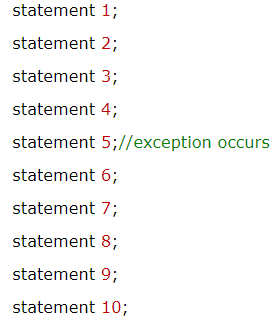 statement 1;
statement 2;
statement 3;
statement 4;
statement 5;//exception occurs
statement 6;
statement 7;
statement 8;
statement 9;
statement 10;